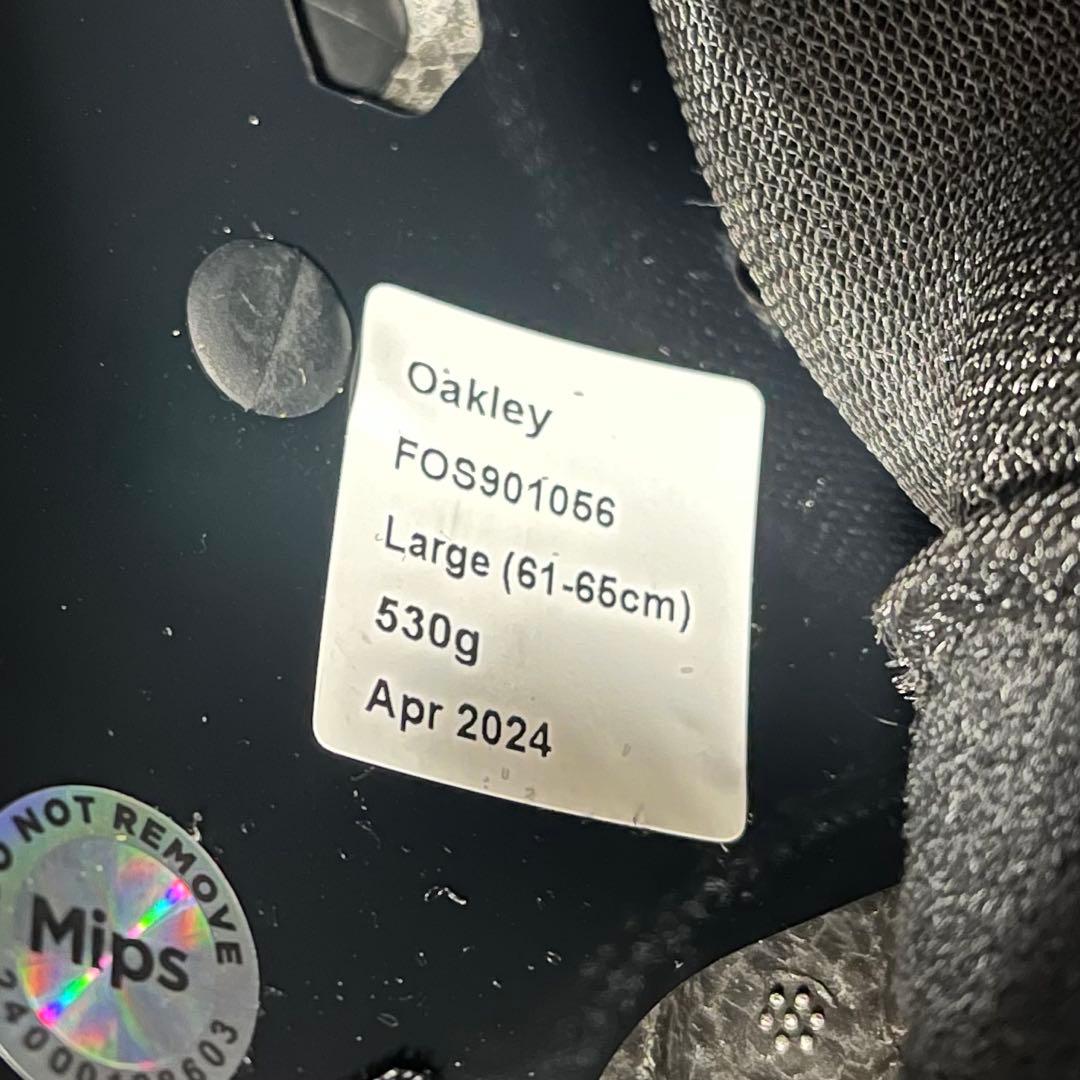 Oakley
FOS901056
Large (61-65cm)
530g
Apr 2024
NOT REMOVE
Mips